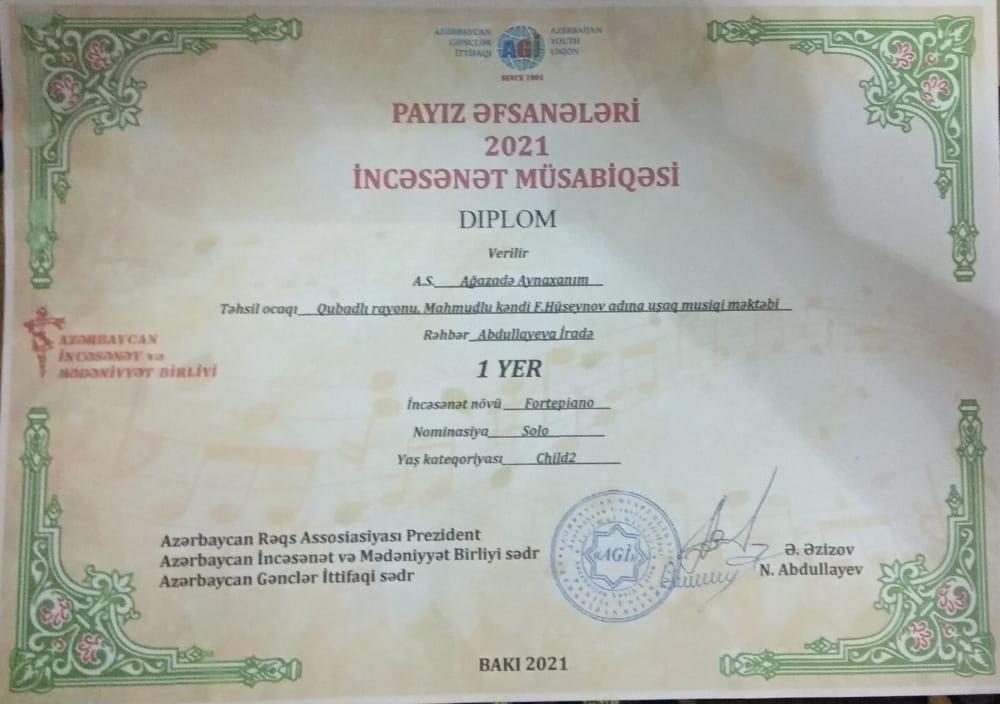 AZƏRBAYCAN
GƏNCLƏR
İTTİFAQI
AGİ
AZERBAIJAN
YOUTH
UNION
SINCE 1994
PAYIZ ƏFSANƏLƏRİ
2021
İNCƏSƏNƏT MÜSABİQƏSİ
DIPLOM
Verilir
A.S. Ağazadə Aynaxanım
Təhsil ocaqı Qubadlı rayonu. Mahmudlu kəndi F.Hüseynov adına uşaq musiqi məktəbi
Rəhbər Abdullayeva İradə
AZƏRBAYCAN
İNCƏSƏNƏT və
MƏDƏNİYYƏT BİRLİYİ
1 YER
İncəsənət növü Fortepiano
Nominasiya Solo
Yaş kateqoriyası Child2
Azərbaycan Rəqs Assosiasiyası Prezident
Azərbaycan İncəsənət və Mədəniyyət Birliyi sədr
Azərbaycan Gənclər İttifaqi sədr
«AGİ»
Ə. Əzizov
N. Abdullayev
BAKI 2021